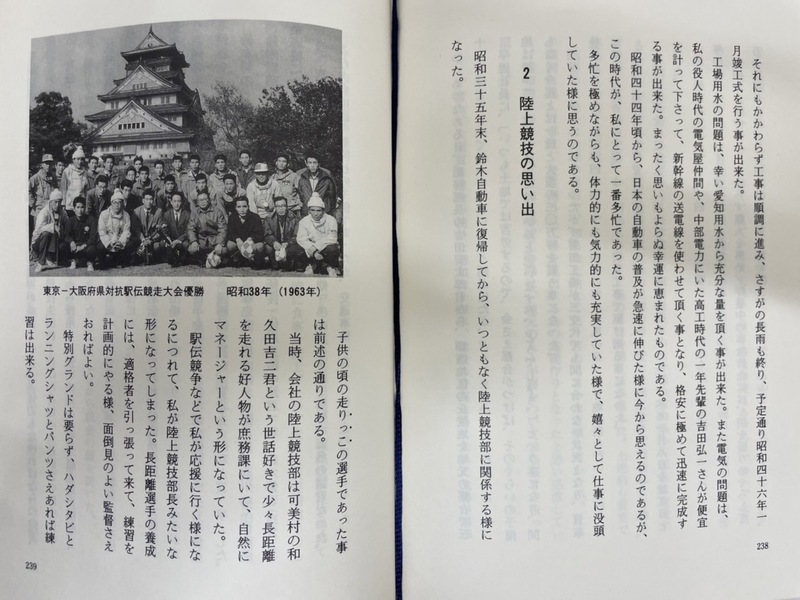 それにもかかわらず工事は順調に進み、さすがの長雨も終り、予定通り昭和四十六年一
月竣工式を行う事が出来た。
工場用水の問題は、幸い愛知用水から充分な量を頂く事が出来た。また電気の問題は、
私の役人時代の電気屋仲間や、中部電力にいた高工時代の一年先輩の吉田弘一さんが便宜
を計って下さって、新幹線の送電線を使わせて頂く事となり、格安に極めて迅速に完成す
る事が出来た。まったく思いもよらぬ幸運に恵まれたものである。
昭和四十四年頃から、日本の自動車の普及が急速に伸びた様に今から思えるのであるが、
この時代が、私にとって一番多忙であった。
多忙を極めながらも、体力的にも気力的にも充実していた様で、嬉々として仕事に没頭
していた様に思うのである。
2 陸上競技の思い出
昭和三十五年末、鈴木自動車に復帰してから、いつともなく陸上競技部に関係する様に
なった。
238
東京−大阪府県対抗駅伝競走大会優勝 昭和38年（1963年）
子供の頃の走りっこの選手であった事
は前述の通りである。
当時、会社の陸上競技部は可美村の和
久田吉二君という世話好きで少々長距離
を走れる好人物が庶務課にいて、自然に
マネージャーという形になっていた。
駅伝競争などで私が応援に行く様にな
るにつれて、私が陸上競技部長みたいな
形になってしまった。長距離選手の養成
には、適格者を引っ張って来て、練習を
計画的にやる様、面倒見のよい監督さえ
おればよい。
特別グランドは要らず、ハダシタビと
ランニングシャツとパンツさえあれば練
習は出来る。
239